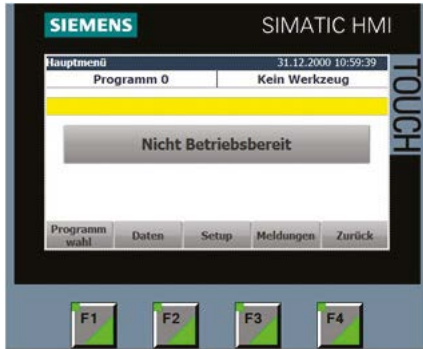 SIEMENS
SIMATIC HMI
TOUCH
Hauptmenü 31.12.2000 10:59:39
Programm 0 Kein Werkzeug
Nicht Betriebsbereit
Programm
wahl Daten Setup Meldungen Zurück
F1 F2 F3 F4